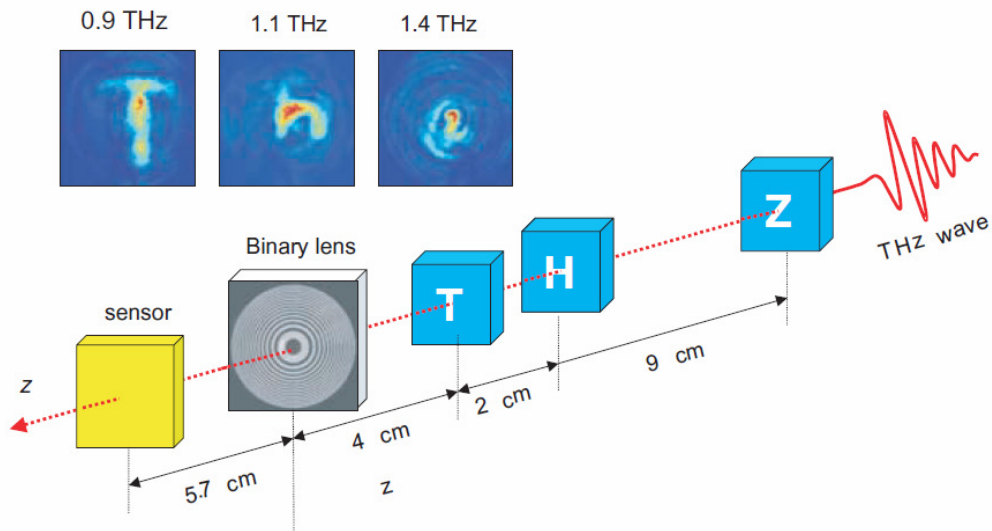 0.9 THz
1.1 THz
1.4 THz
T
h
Binary lens
sensor
T
H
Z
THz wave
z
5.7 cm
4 cm
2 cm
9 cm
z